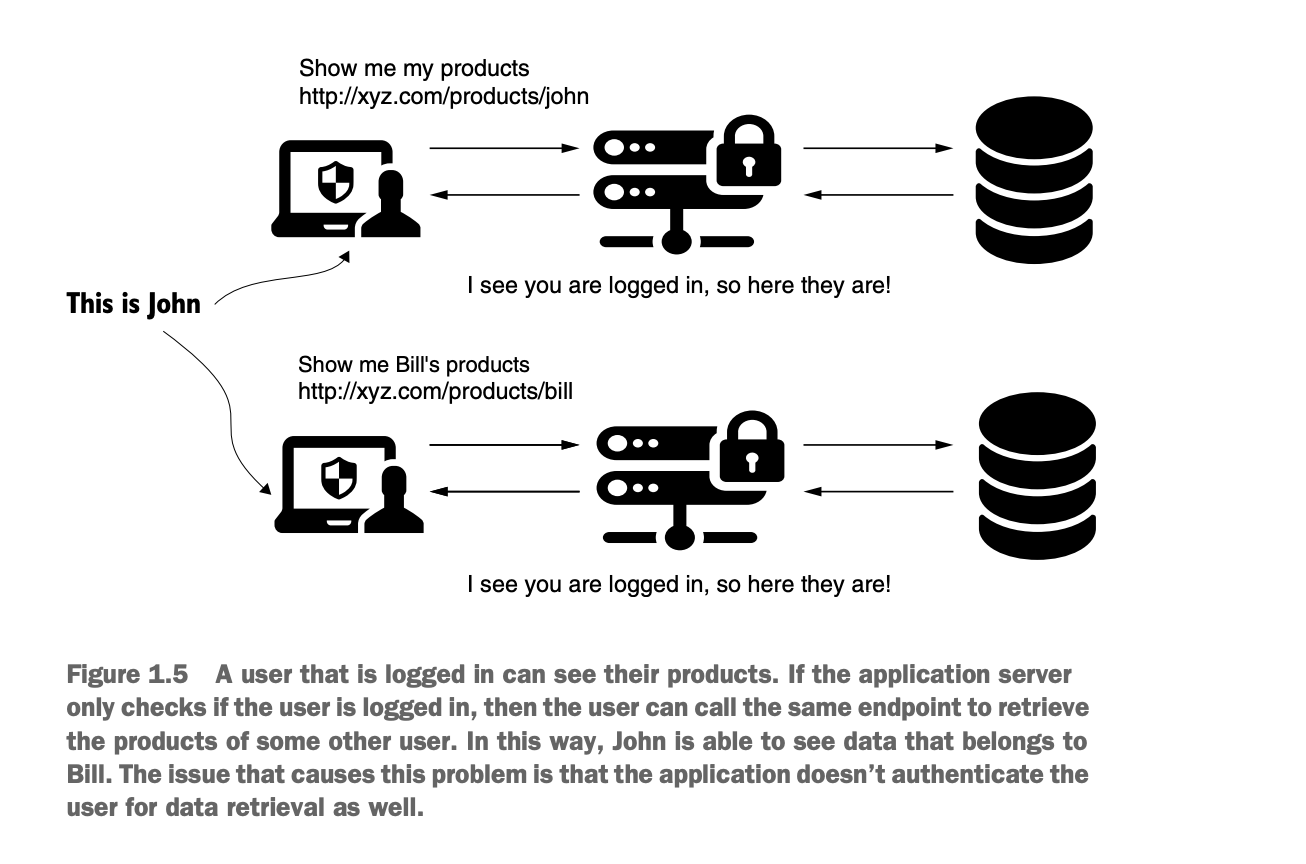 Show me my products
http://xyz.com/products/john
I see you are logged in, so here they are!
This is John
Show me Bill's products
http://xyz.com/products/bill
I see you are logged in, so here they are!
Figure 1.5 A user that is logged in can see their products. If the application server
only checks if the user is logged in, then the user can call the same endpoint to retrieve
the products of some other user. In this way, John is able to see data that belongs to
Bill. The issue that causes this problem is that the application doesn’t authenticate the
user for data retrieval as well.